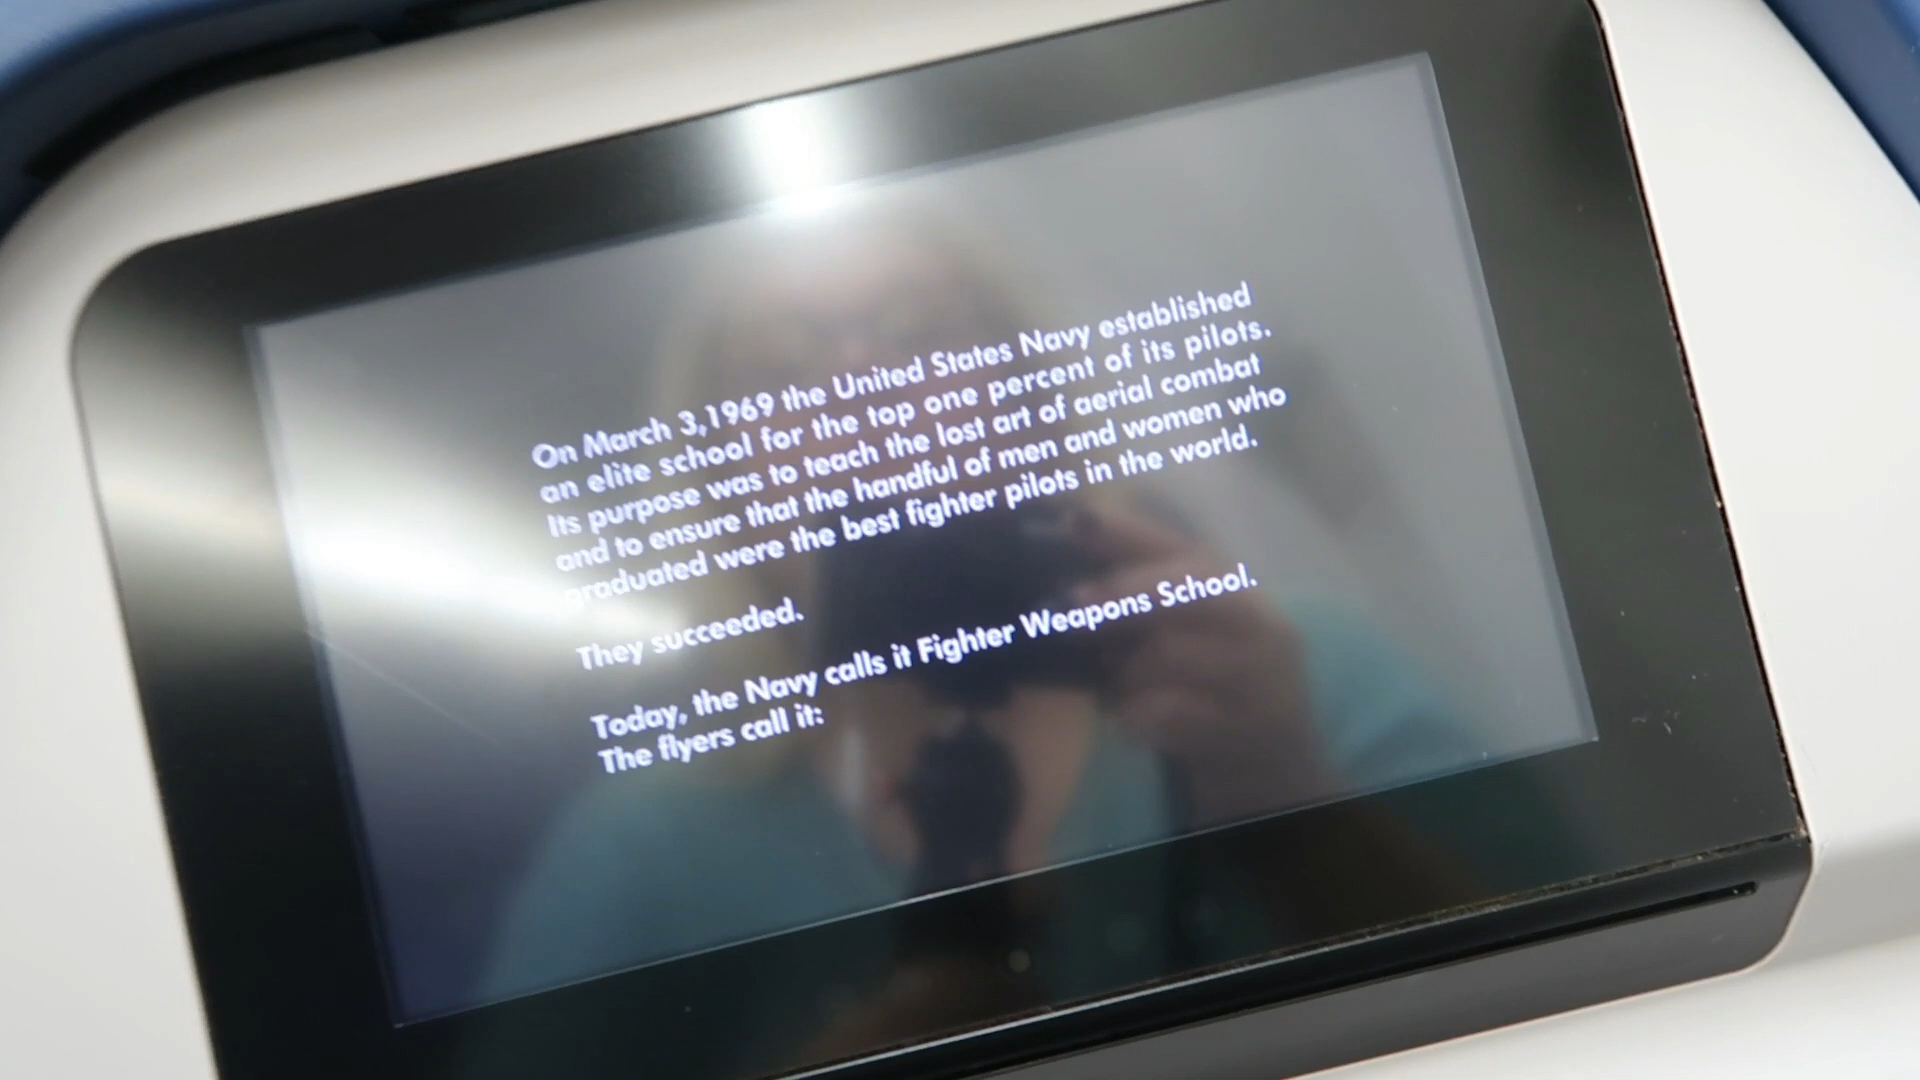 On March 3,1969 the United States Navy established
an elite school for the top one percent of its pilots.
Its purpose was to teach the lost art of aerial combat
and to ensure that the handful of men and women who
graduated were the best fighter pilots in the world.
They succeeded.
Today, the Navy calls it Fighter Weapons School.
The flyers call it: